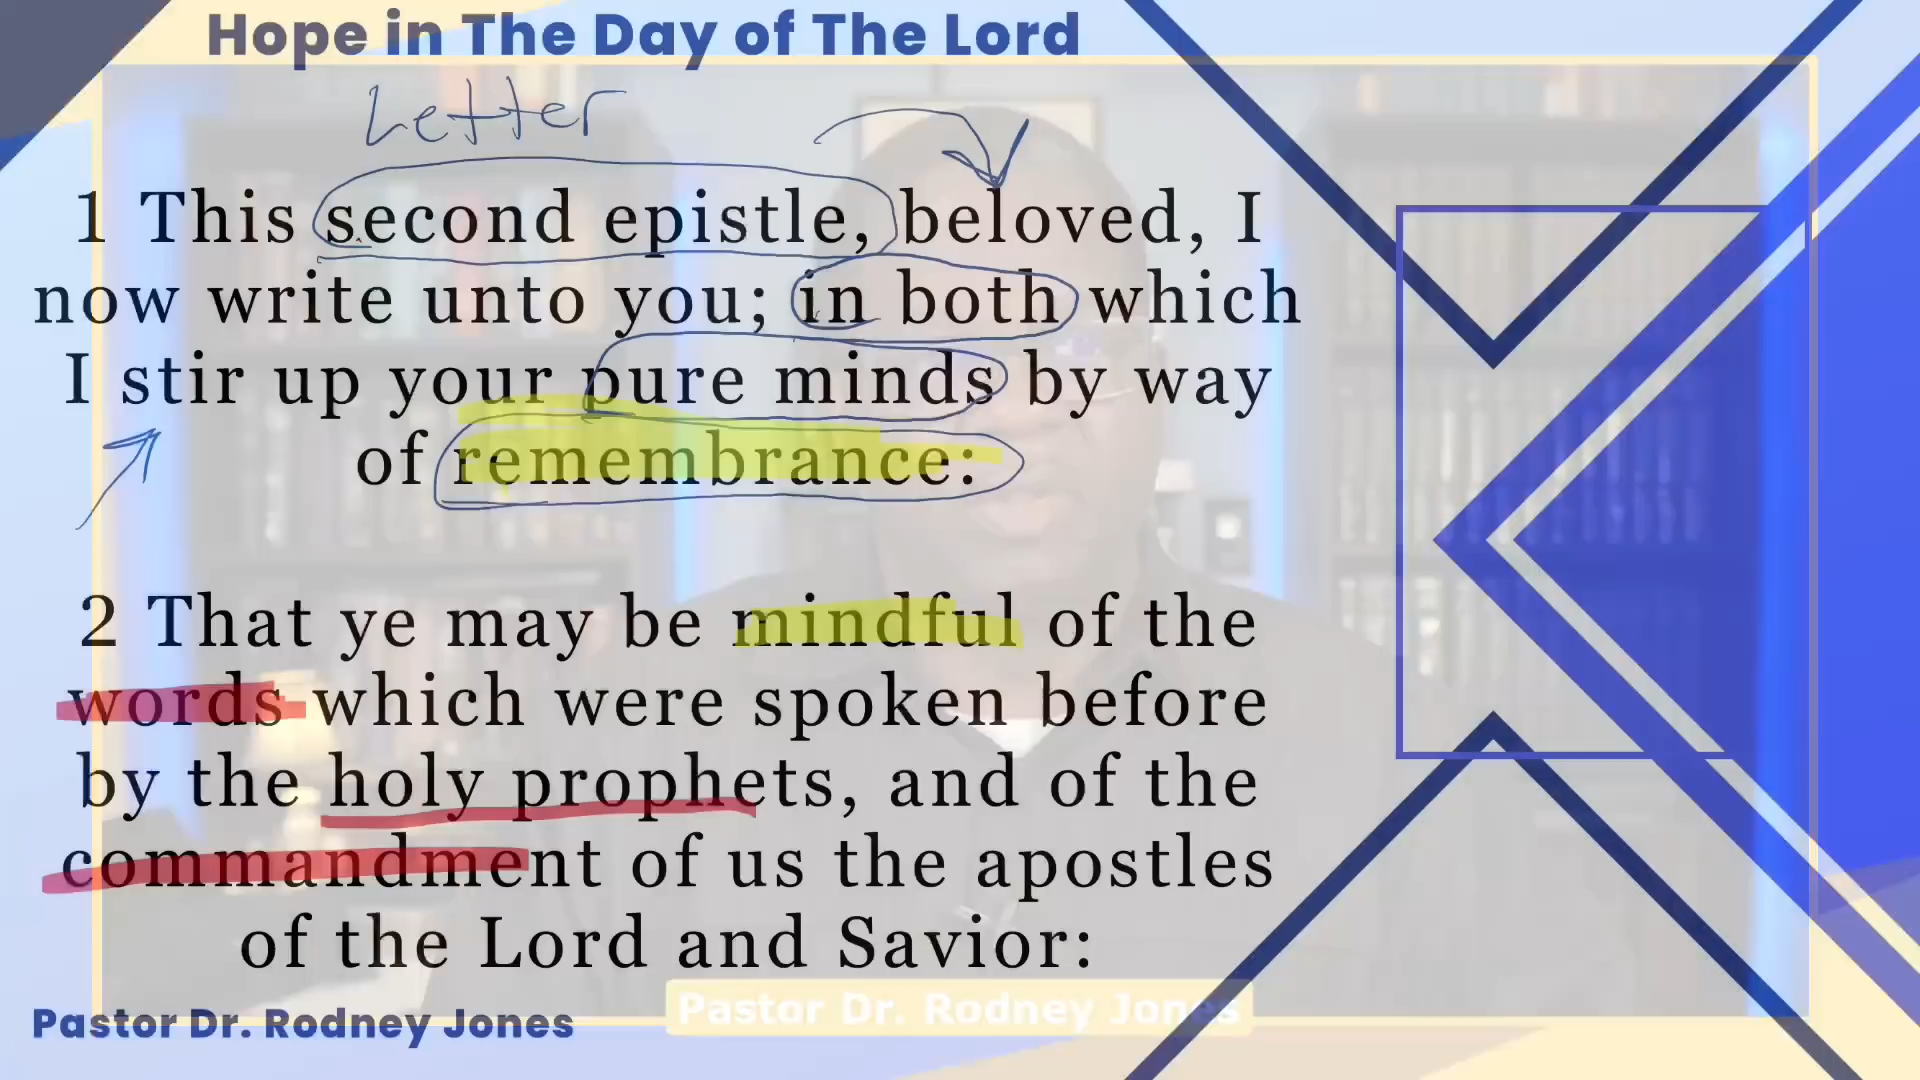 Hope in The Day of The Lord
Letter
1 This second epistle, beloved, I
now write unto you; in both which
I stir up your pure minds by way
of remembrance:
2 That ye may be mindful of the
words which were spoken before
by the holy prophets, and of the
commandment of us the apostles
of the Lord and Savior:
Pastor Dr. Rodney Jones
Pastor Dr. Rodney Jones